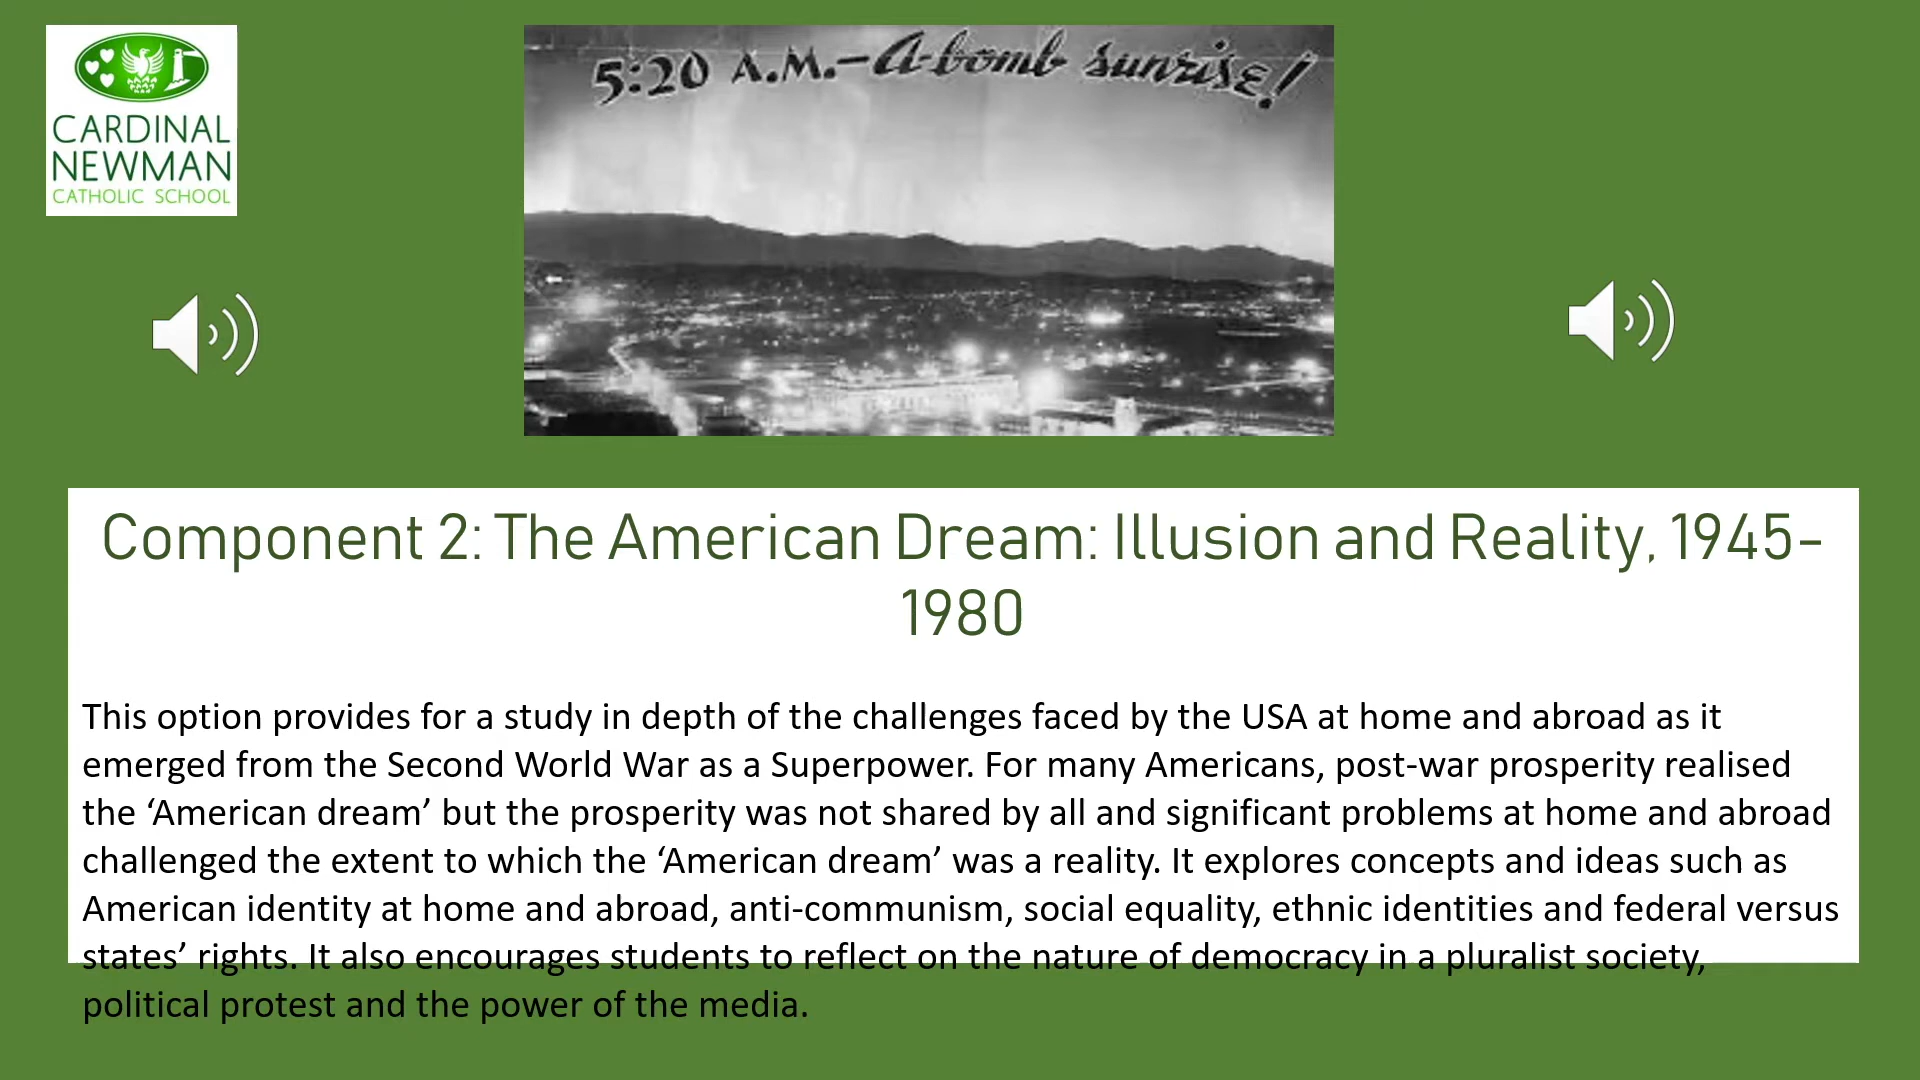 CARDINAL
NEWMAN
CATHOLIC SCHOOL
5:20 A.M.—A-bomb sunrise!
Component 2: The American Dream: Illusion and Reality, 1945-
1980
This option provides for a study in depth of the challenges faced by the USA at home and abroad as it
emerged from the Second World War as a Superpower. For many Americans, post-war prosperity realised
the ‘American dream’ but the prosperity was not shared by all and significant problems at home and abroad
challenged the extent to which the ‘American dream’ was a reality. It explores concepts and ideas such as
American identity at home and abroad, anti-communism, social equality, ethnic identities and federal versus
states’ rights. It also encourages students to reflect on the nature of democracy in a pluralist society,
political protest and the power of the media.